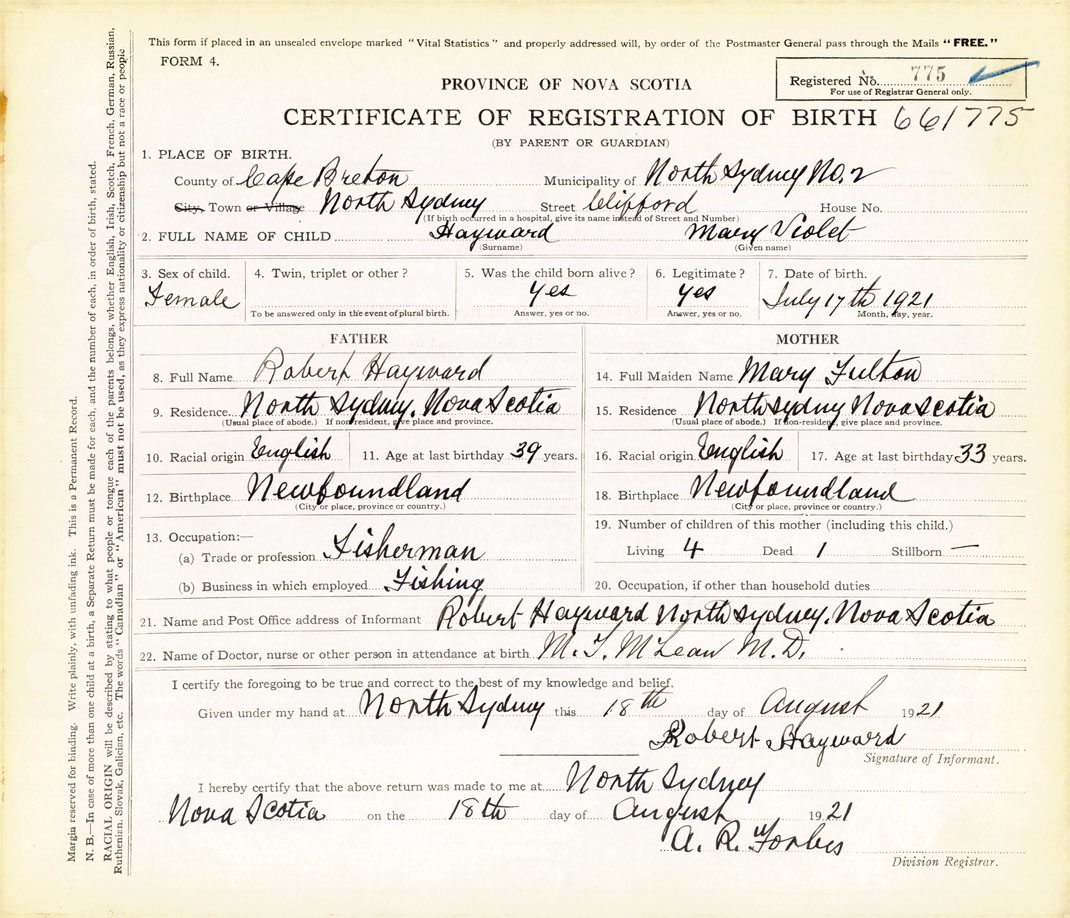 This form if placed in an unsealed envelope marked "Vital Statistics" and properly addressed will, by order of the Postmaster General pass through the Mails "FREE."
FORM 4.
Registered No. 775
For use of Registrar General only.
PROVINCE OF NOVA SCOTIA
CERTIFICATE OF REGISTRATION OF BIRTH 661775
(BY PARENT OR GUARDIAN)
1. PLACE OF BIRTH.
County of Cape Breton Municipality of North Sydney No. 2
City, Town or Village North Sydney Street Clifford House No.
(If birth occurred in a hospital, give its name instead of Street and Number)
2. FULL NAME OF CHILD Hayward Mary Violet
(Surname) (Given name)
3. Sex of child. 4. Twin, triplet or other? 5. Was the child born alive? 6. Legitimate? 7. Date of birth.
Female yes yes July 17th 1921
To be answered only in the event of plural birth. Answer, yes or no. Answer, yes or no. Month, day, year.
FATHER MOTHER
8. Full Name Robert Hayward 14. Full Maiden Name Mary Fulton
9. Residence North Sydney, Nova Scotia 15. Residence North Sydney Nova Scotia
(Usual place of abode.) If non-resident, give place and province. (Usual place of abode.) If non-resident, give place and province.
10. Racial origin English 11. Age at last birthday 39 years. 16. Racial origin English 17. Age at last birthday 33 years.
12. Birthplace Newfoundland 18. Birthplace Newfoundland
(City or place, province or country.) (City or place, province or country.)
13. Occupation:— 19. Number of children of this mother (including this child.)
(a) Trade or profession Fisherman Living 4 Dead 1 Stillborn —
(b) Business in which employed Fishing 20. Occupation, if other than household duties
21. Name and Post Office address of Informant Robert Hayward North Sydney. Nova Scotia
22. Name of Doctor, nurse or other person in attendance at birth M. T. McLean M.D.
I certify the foregoing to be true and correct to the best of my knowledge and belief.
Given under my hand at North Sydney this 18th day of August 1921
Robert Hayward
Signature of Informant.
I hereby certify that the above return was made to me at North Sydney
Nova Scotia on the 18th day of August 1921
A. R. Forbes
Division Registrar.
Margin reserved for binding. Write plainly, with unfading ink. This is a Permanent Record.
N. B.—In case of more than one child at a birth, a Separate Return must be made for each, and the number of each, in order of birth, stated.
RACIAL ORIGIN will be described by stating to what people or tongue each of the parents belongs, whether English, Irish, Scotch, French, German, Russian,
Ruthenian, Slovak, Galician, etc. The words "Canadian" or "American" must not be used, as they express nationality or citizenship but not a race or people